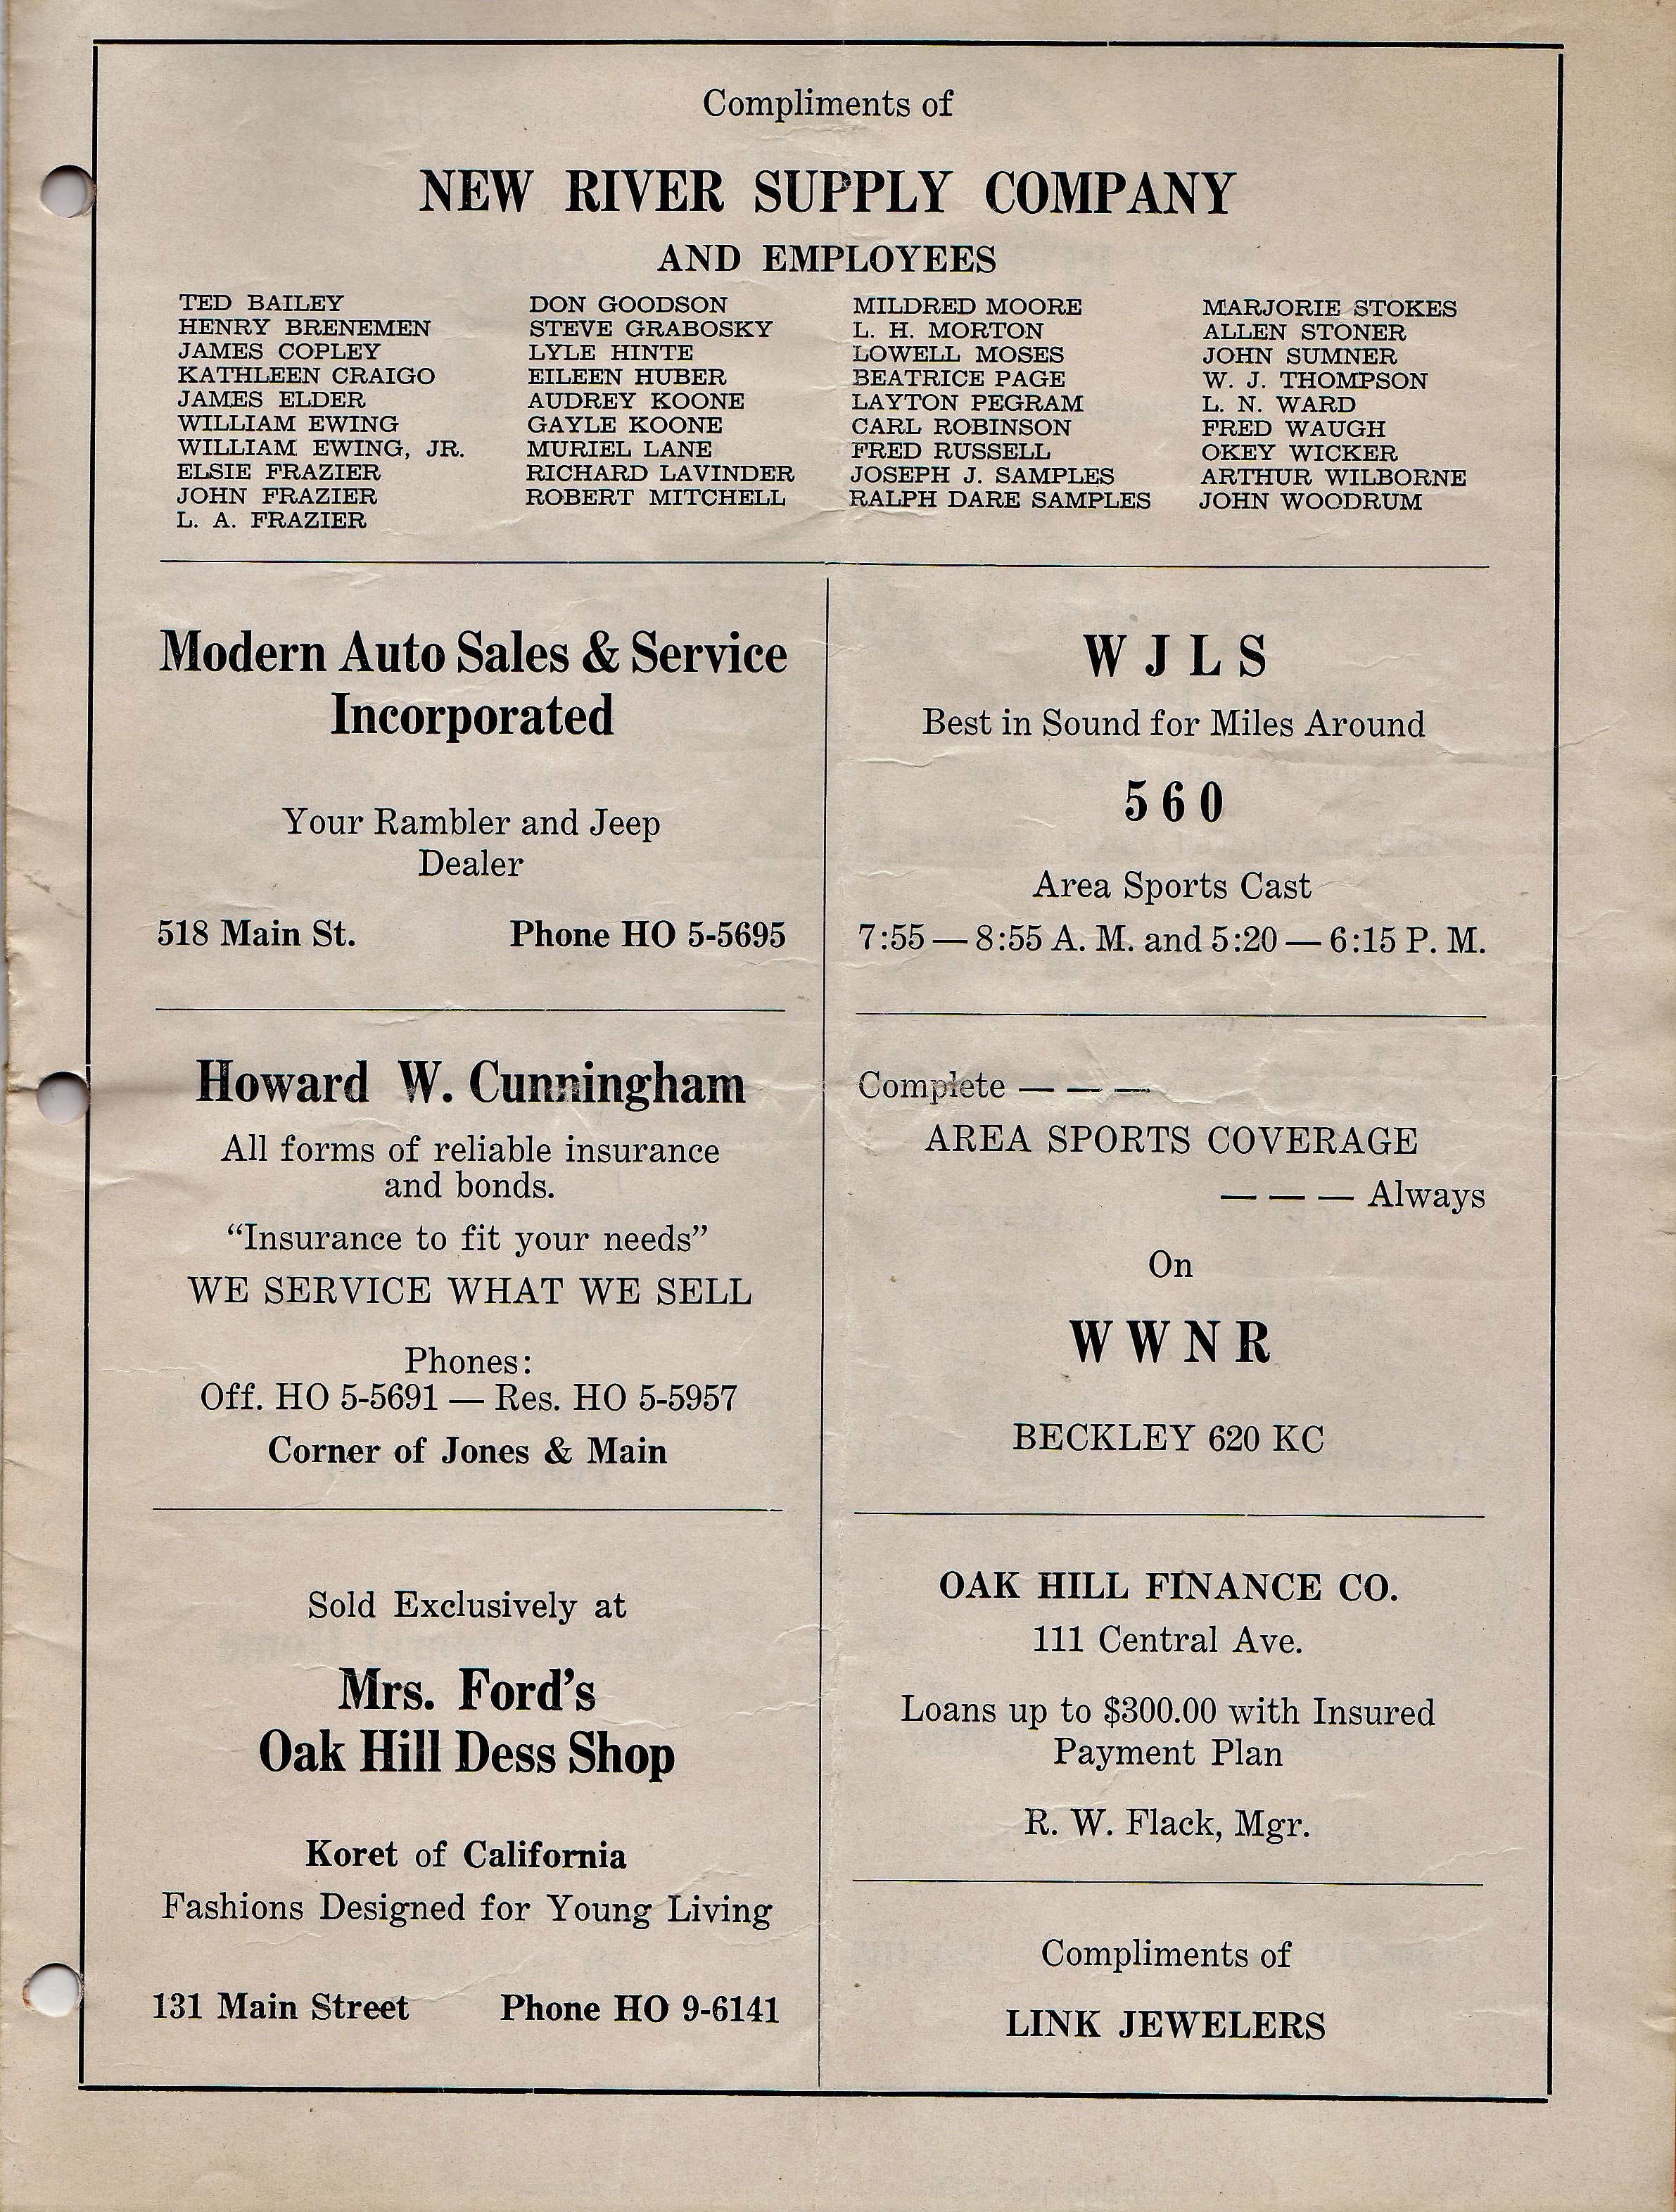 Compliments of
NEW RIVER SUPPLY COMPANY
AND EMPLOYEES
TED BAILEY
HENRY BRENEMEN
JAMES COPLEY
KATHLEEN CRAIGO
JAMES ELDER
WILLIAM EWING
WILLIAM EWING, JR.
ELSIE FRAZIER
JOHN FRAZIER
L. A. FRAZIER
DON GOODSON
STEVE GRABOSKY
LYLE HINTE
EILEEN HUBER
AUDREY KOONE
GAYLE KOONE
MURIEL LANE
RICHARD LAVINDER
ROBERT MITCHELL
MILDRED MOORE
L. H. MORTON
LOWELL MOSES
BEATRICE PAGE
LAYTON PEGRAM
CARL ROBINSON
FRED RUSSELL
JOSEPH J. SAMPLES
RALPH DARE SAMPLES
MARJORIE STOKES
ALLEN STONER
JOHN SUMNER
W. J. THOMPSON
L. N. WARD
FRED WAUGH
OKEY WICKER
ARTHUR WILBORNE
JOHN WOODRUM
Modern Auto Sales & Service
Incorporated
Your Rambler and Jeep
Dealer
518 Main St. Phone HO 5-5695
Howard W. Cunningham
All forms of reliable insurance
and bonds.
“Insurance to fit your needs”
WE SERVICE WHAT WE SELL
Phones:
Off. HO 5-5691 — Res. HO 5-5957
Corner of Jones & Main
Sold Exclusively at
Mrs. Ford’s
Oak Hill Dess Shop
Koret of California
Fashions Designed for Young Living
131 Main Street Phone HO 9-6141
W J L S
Best in Sound for Miles Around
5 6 0
Area Sports Cast
7:55 — 8:55 A. M. and 5:20 — 6:15 P. M.
Complete — — —
AREA SPORTS COVERAGE
— — — Always
On
W W N R
BECKLEY 620 KC
OAK HILL FINANCE CO.
111 Central Ave.
Loans up to $300.00 with Insured
Payment Plan
R. W. Flack, Mgr.
Compliments of
LINK JEWELERS